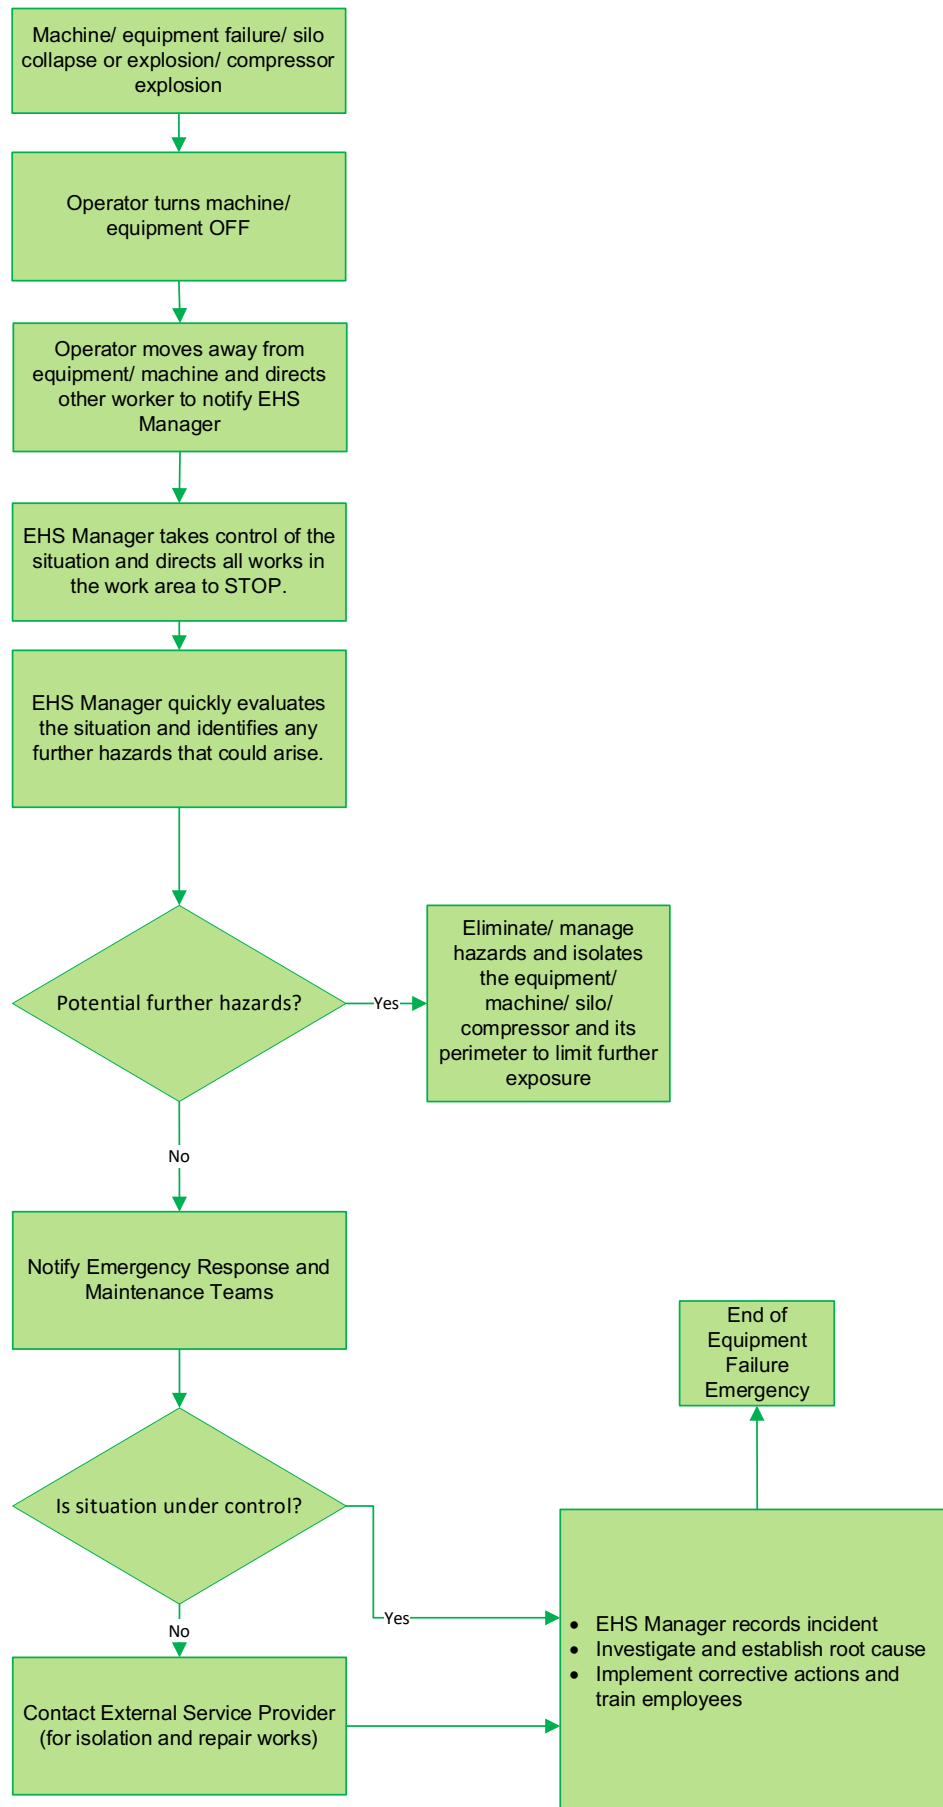 Machine/ equipment failure/ silo
collapse or explosion/ compressor
explosion
Operator turns machine/
equipment OFF
Operator moves away from
equipment/ machine and directs
other worker to notify EHS
Manager
EHS Manager takes control of the
situation and directs all works in
the work area to STOP.
EHS Manager quickly evaluates
the situation and identifies any
further hazards that could arise.
Potential further hazards?
Yes
Eliminate/ manage
hazards and isolates
the equipment/
machine/ silo/
compressor and its
perimeter to limit further
exposure
No
Notify Emergency Response and
Maintenance Teams
Is situation under control?
Yes
No
Contact External Service Provider
(for isolation and repair works)
• EHS Manager records incident
• Investigate and establish root cause
• Implement corrective actions and
train employees
End of
Equipment
Failure
Emergency